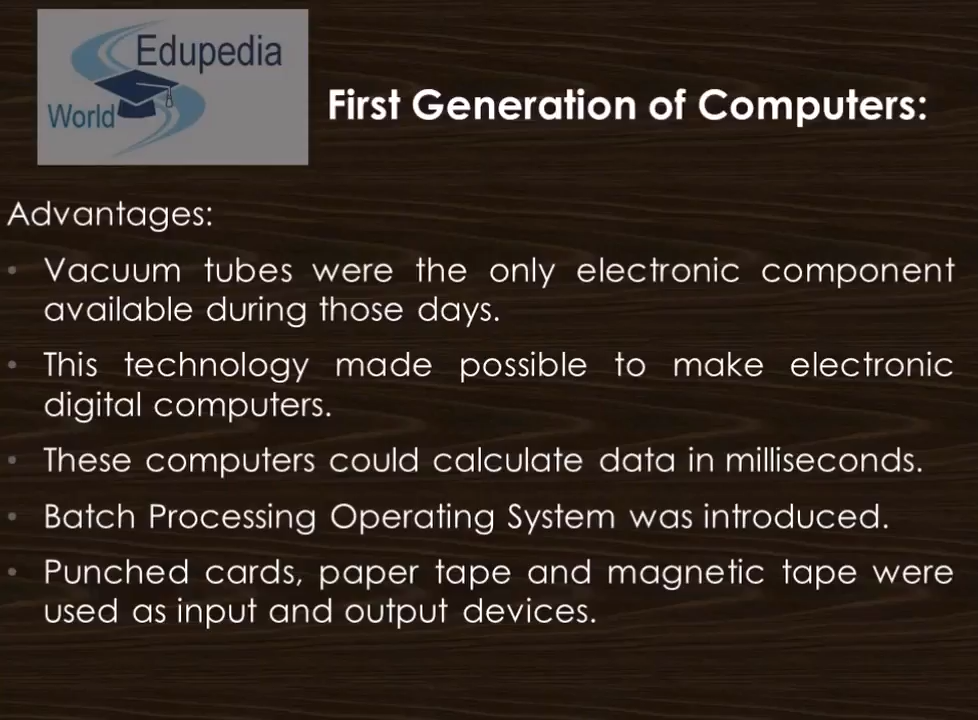 Edupedia
World
First Generation of Computers:
Advantages:
• Vacuum tubes were the only electronic component
available during those days.
• This technology made possible to make electronic
digital computers.
• These computers could calculate data in milliseconds.
• Batch Processing Operating System was introduced.
• Punched cards, paper tape and magnetic tape were
used as input and output devices.